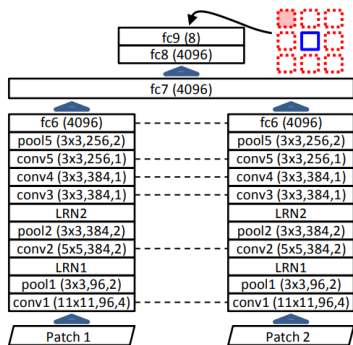 fc9 (8)
fc8 (4096)
fc7 (4096)
fc6 (4096)
pool5 (3x3,256,2)
conv5 (3x3,256,1)
conv4 (3x3,384,1)
conv3 (3x3,384,1)
LRN2
pool2 (3x3,384,2)
conv2 (5x5,384,2)
LRN1
pool1 (3x3,96,2)
conv1 (11x11,96,4)
Patch 1
fc6 (4096)
pool5 (3x3,256,2)
conv5 (3x3,256,1)
conv4 (3x3,384,1)
conv3 (3x3,384,1)
LRN2
pool2 (3x3,384,2)
conv2 (5x5,384,2)
LRN1
pool1 (3x3,96,2)
conv1 (11x11,96,4)
Patch 2